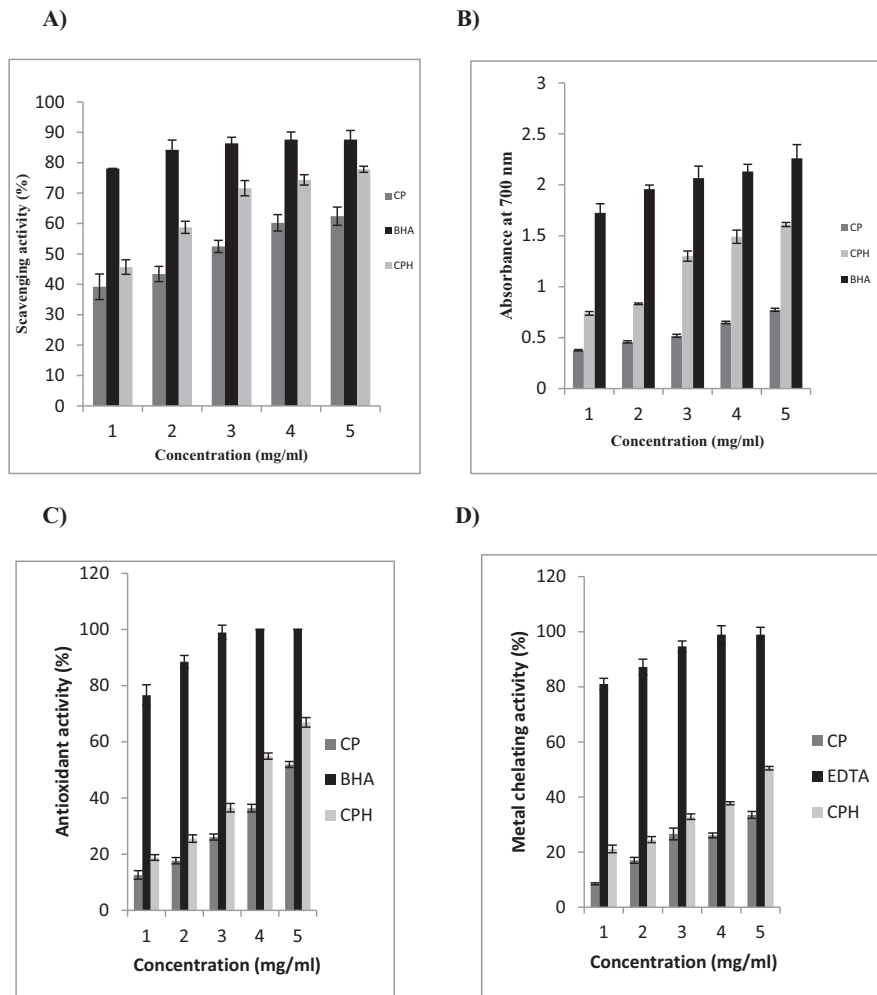 A)
Scavenging activity (%)
100
90
80
70
60
50
40
30
20
10
0
1 2 3 4 5
Concentration (mg/ml)
CP
BHA
CPH
B)
Absorbance at 700 nm
3
2.5
2
1.5
1
0.5
0
1 2 3 4 5
Concentration (mg/ml)
CP
CPH
BHA
C)
Antioxidant activity (%)
120
100
80
60
40
20
0
1 2 3 4 5
Concentration (mg/ml)
CP
BHA
CPH
D)
Metal chelating activity (%)
120
100
80
60
40
20
0
1 2 3 4 5
Concentration (mg/ml)
CP
EDTA
CPH